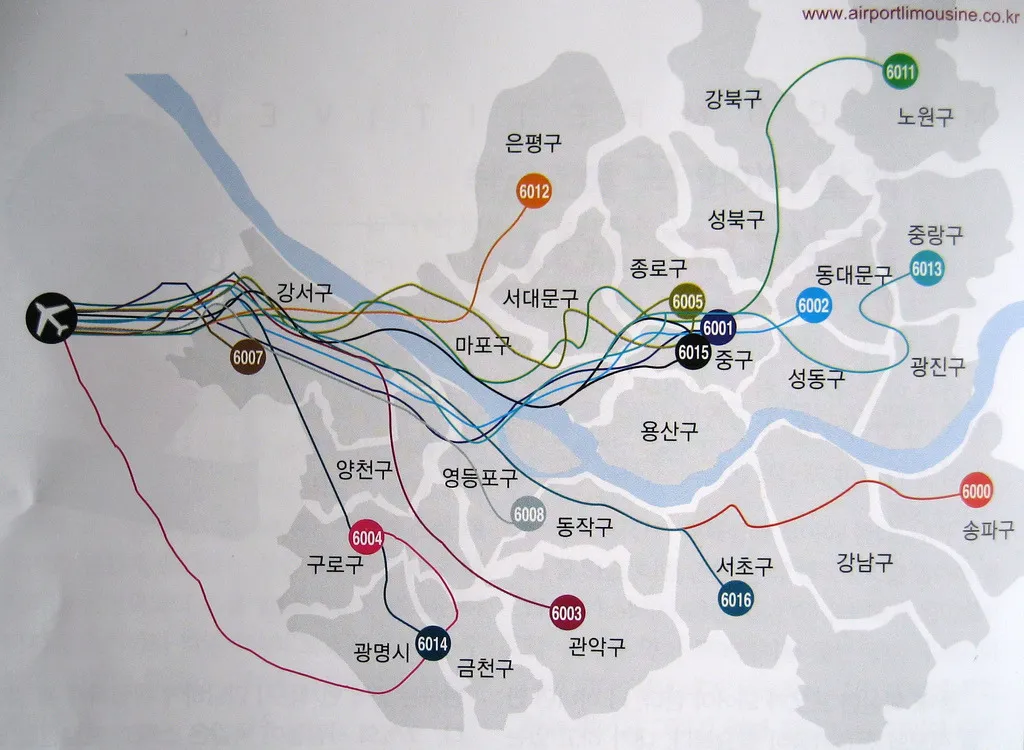 www.airportlimousine.co.kr
6011
강북구
노원구
은평구
6012
성북구
중랑구
종로구
동대문구
6013
강서구
서대문구
6005
6002
6001
마포구
6015
중구
6007
성동구
광진구
용산구
양천구
영등포구
6000
6008
동작구
송파구
6004
구로구
서초구
강남구
6016
6003
6014
관악구
광명시
금천구